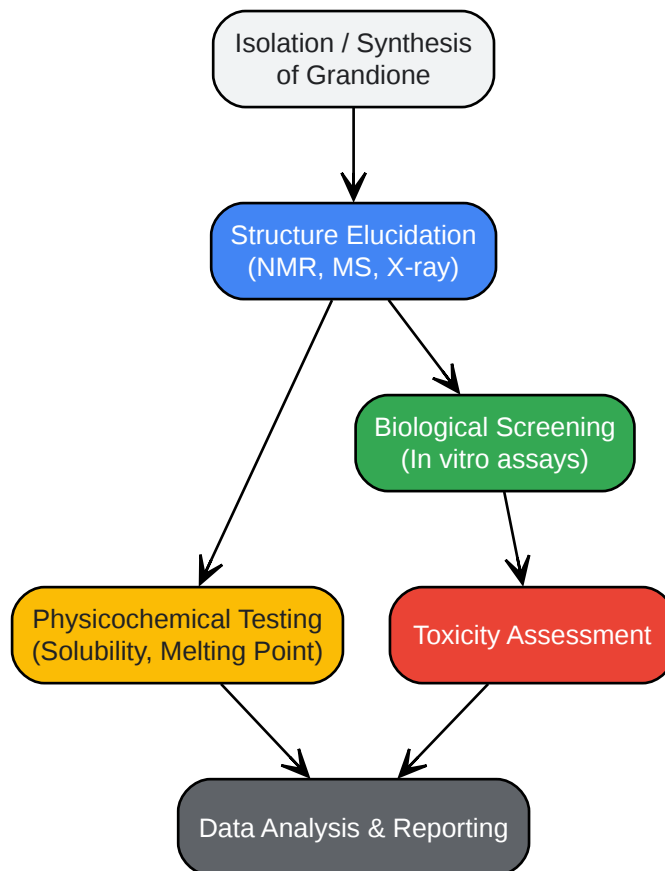 Isolation / Synthesis
of Grandione
Structure Elucidation
(NMR, MS, X-ray)
Biological Screening
(In vitro assays)
Physicochemical Testing
(Solubility, Melting Point)
Toxicity Assessment
Data Analysis & Reporting